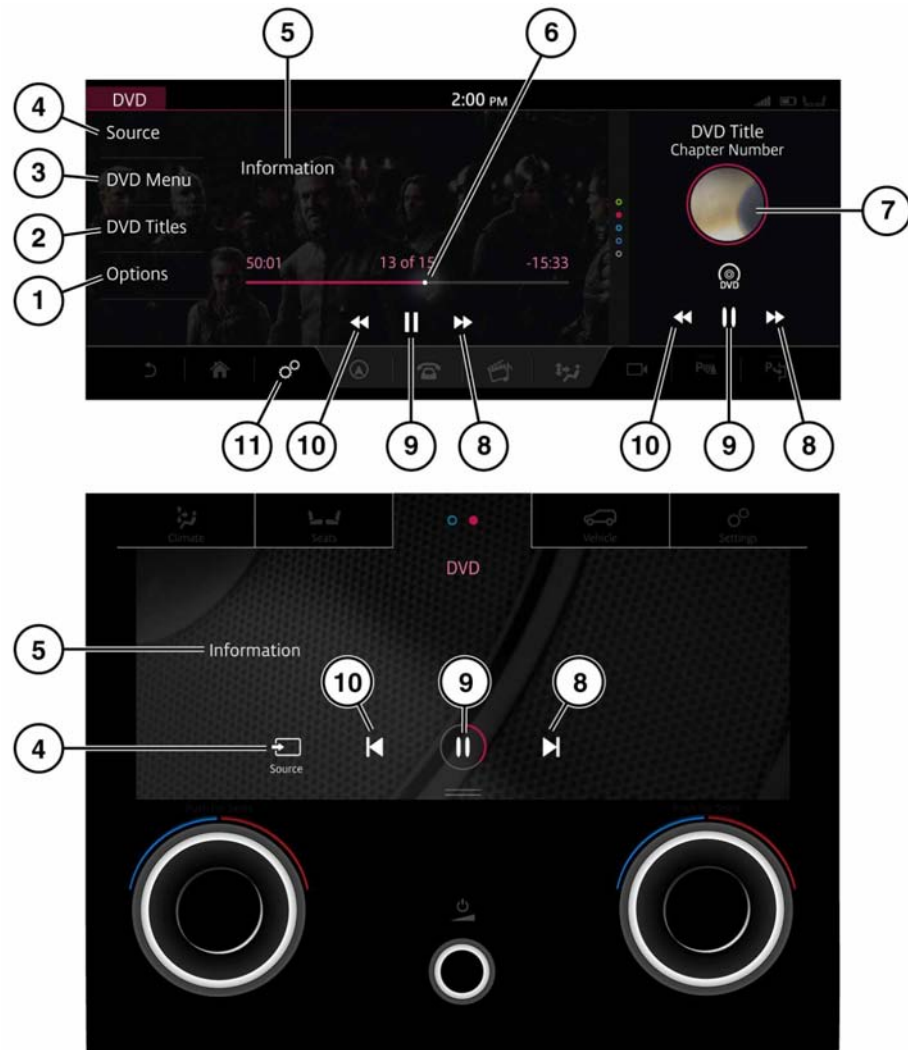 5
6
DVD
2:00 PM
4
Source
DVD Title
Chapter Number
3
DVD Menu
Information
7
2
DVD Titles
50:01
13 of 15
-15:33
1
Options
DVD
11
10
9
8
10
9
8
Climate
Seats
Vehicle
Settings
DVD
5
Information
10
9
8
4
Source